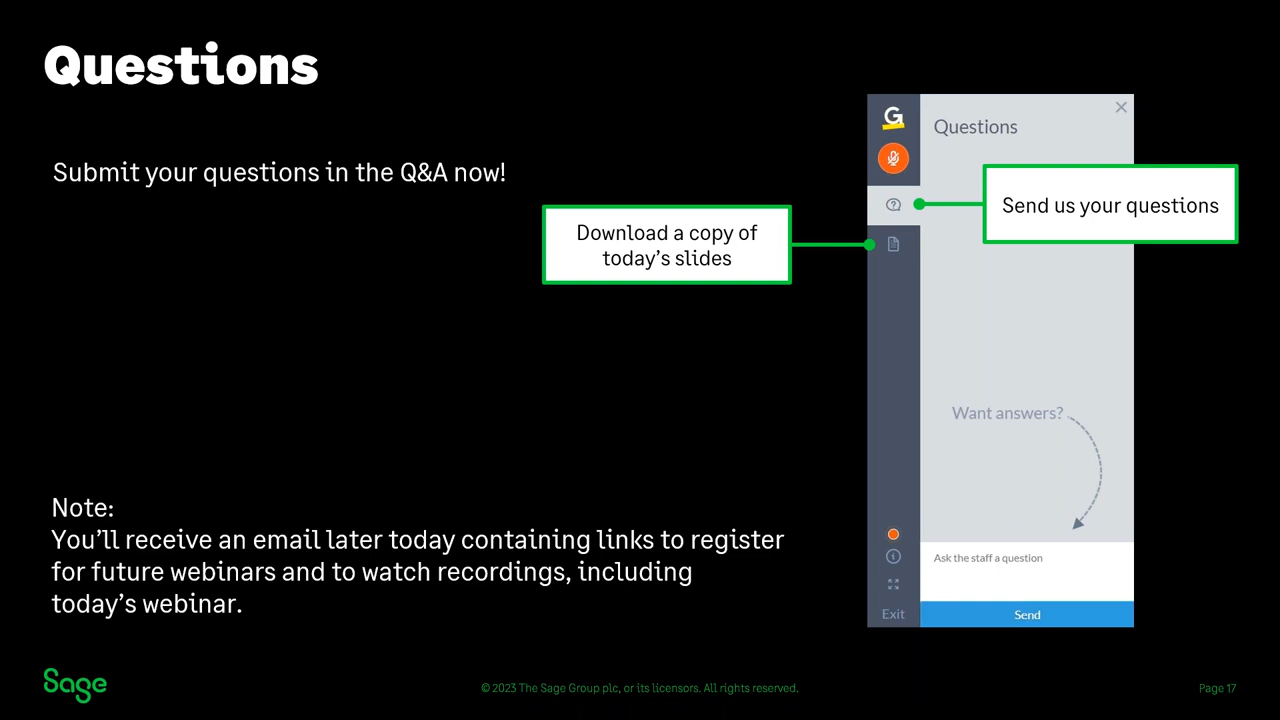 Questions
Submit your questions in the Q&A now!
Download a copy of
today’s slides
Note:
You’ll receive an email later today containing links to register
for future webinars and to watch recordings, including
today’s webinar.
G
Questions
Send us your questions
Want answers?
Ask the staff a question
Exit
Send
Sage
© 2023 The Sage Group plc, or its licensors. All rights reserved.
Page 17